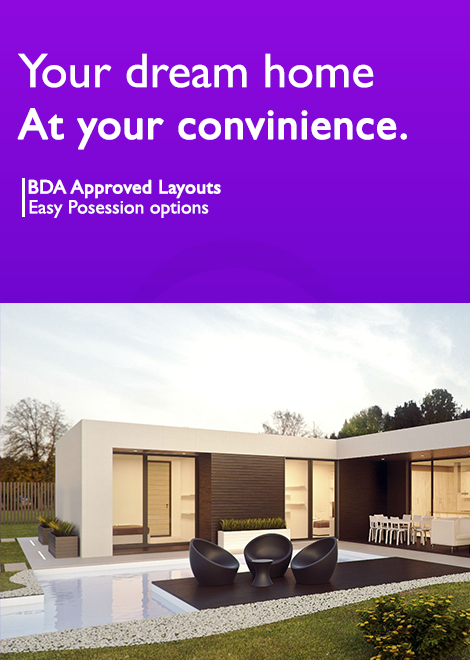 Your dream home
At your convinience.
BDA Approved Layouts
Easy Posession options